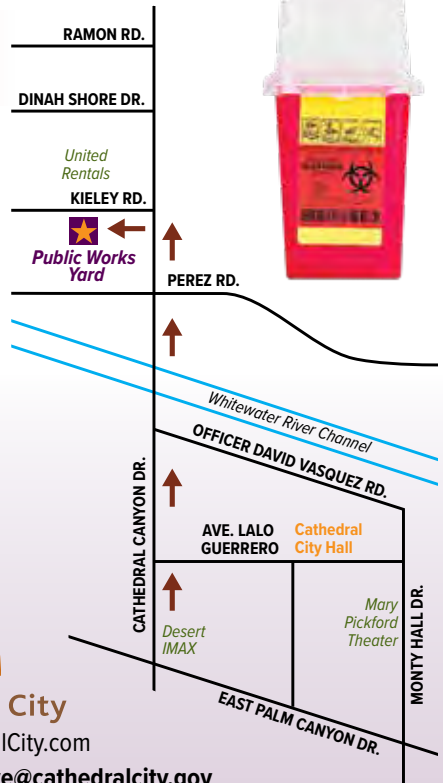 RAMON RD.
DINAH SHORE DR.
United
Rentals
KIELEY RD.
Public Works
Yard
PEREZ RD.
Whitewater River Channel
OFFICER DAVID VASQUEZ RD.
CATHEDRAL CANYON DR.
AVE. LALO
GUERRERO
Cathedral
City Hall
Desert
IMAX
Mary
Pickford
Theater
MONTY HALL DR.
EAST PALM CANYON DR.
City
lCity.com
e@cathedralcity.gov